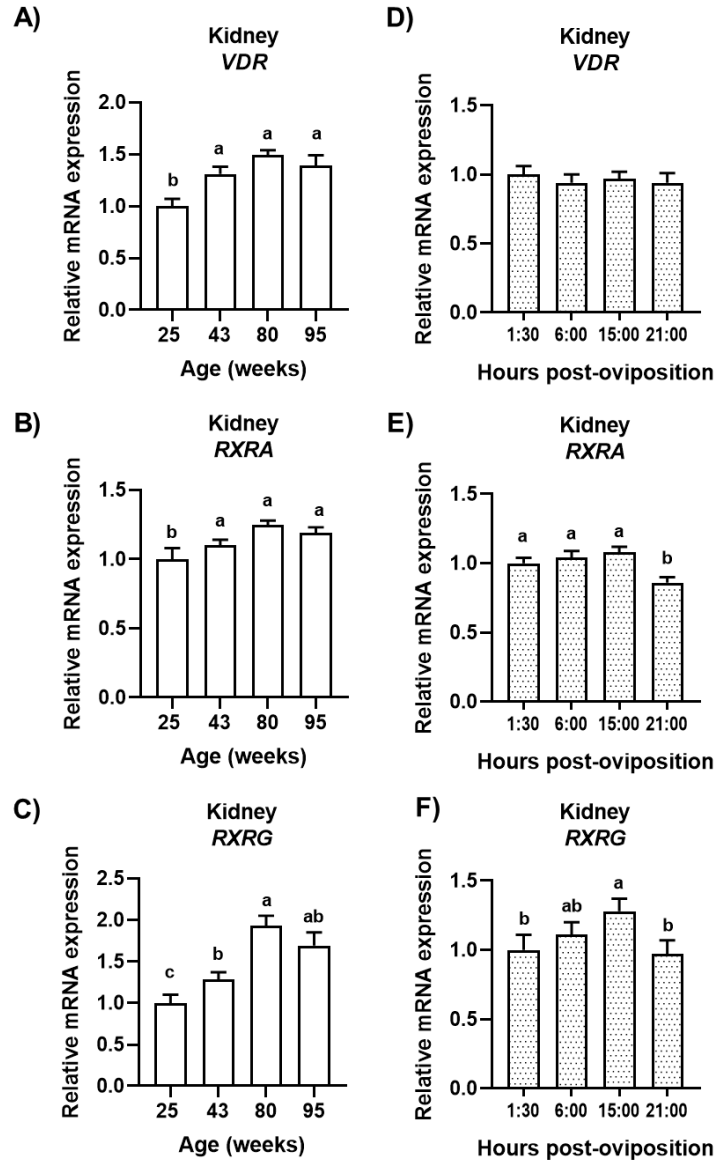 A)
Kidney
VDR
Relative mRNA expression
2.0
1.5
1.0
0.5
0.0
b
a
a
a
25 43 80 95
Age (weeks)
D)
Kidney
VDR
Relative mRNA expression
1.5
1.0
0.5
0.0
1:30 6:00 15:00 21:00
Hours post-oviposition
B)
Kidney
RXRA
Relative mRNA expression
1.5
1.0
0.5
0.0
b
a
a
a
25 43 80 95
Age (weeks)
E)
Kidney
RXRA
Relative mRNA expression
1.5
1.0
0.5
0.0
a
a
a
b
1:30 6:00 15:00 21:00
Hours post-oviposition
C)
Kidney
RXRG
Relative mRNA expression
2.5
2.0
1.5
1.0
0.5
0.0
c
b
a
ab
25 43 80 95
Age (weeks)
F)
Kidney
RXRG
Relative mRNA expression
1.5
1.0
0.5
0.0
b
ab
a
b
1:30 6:00 15:00 21:00
Hours post-oviposition